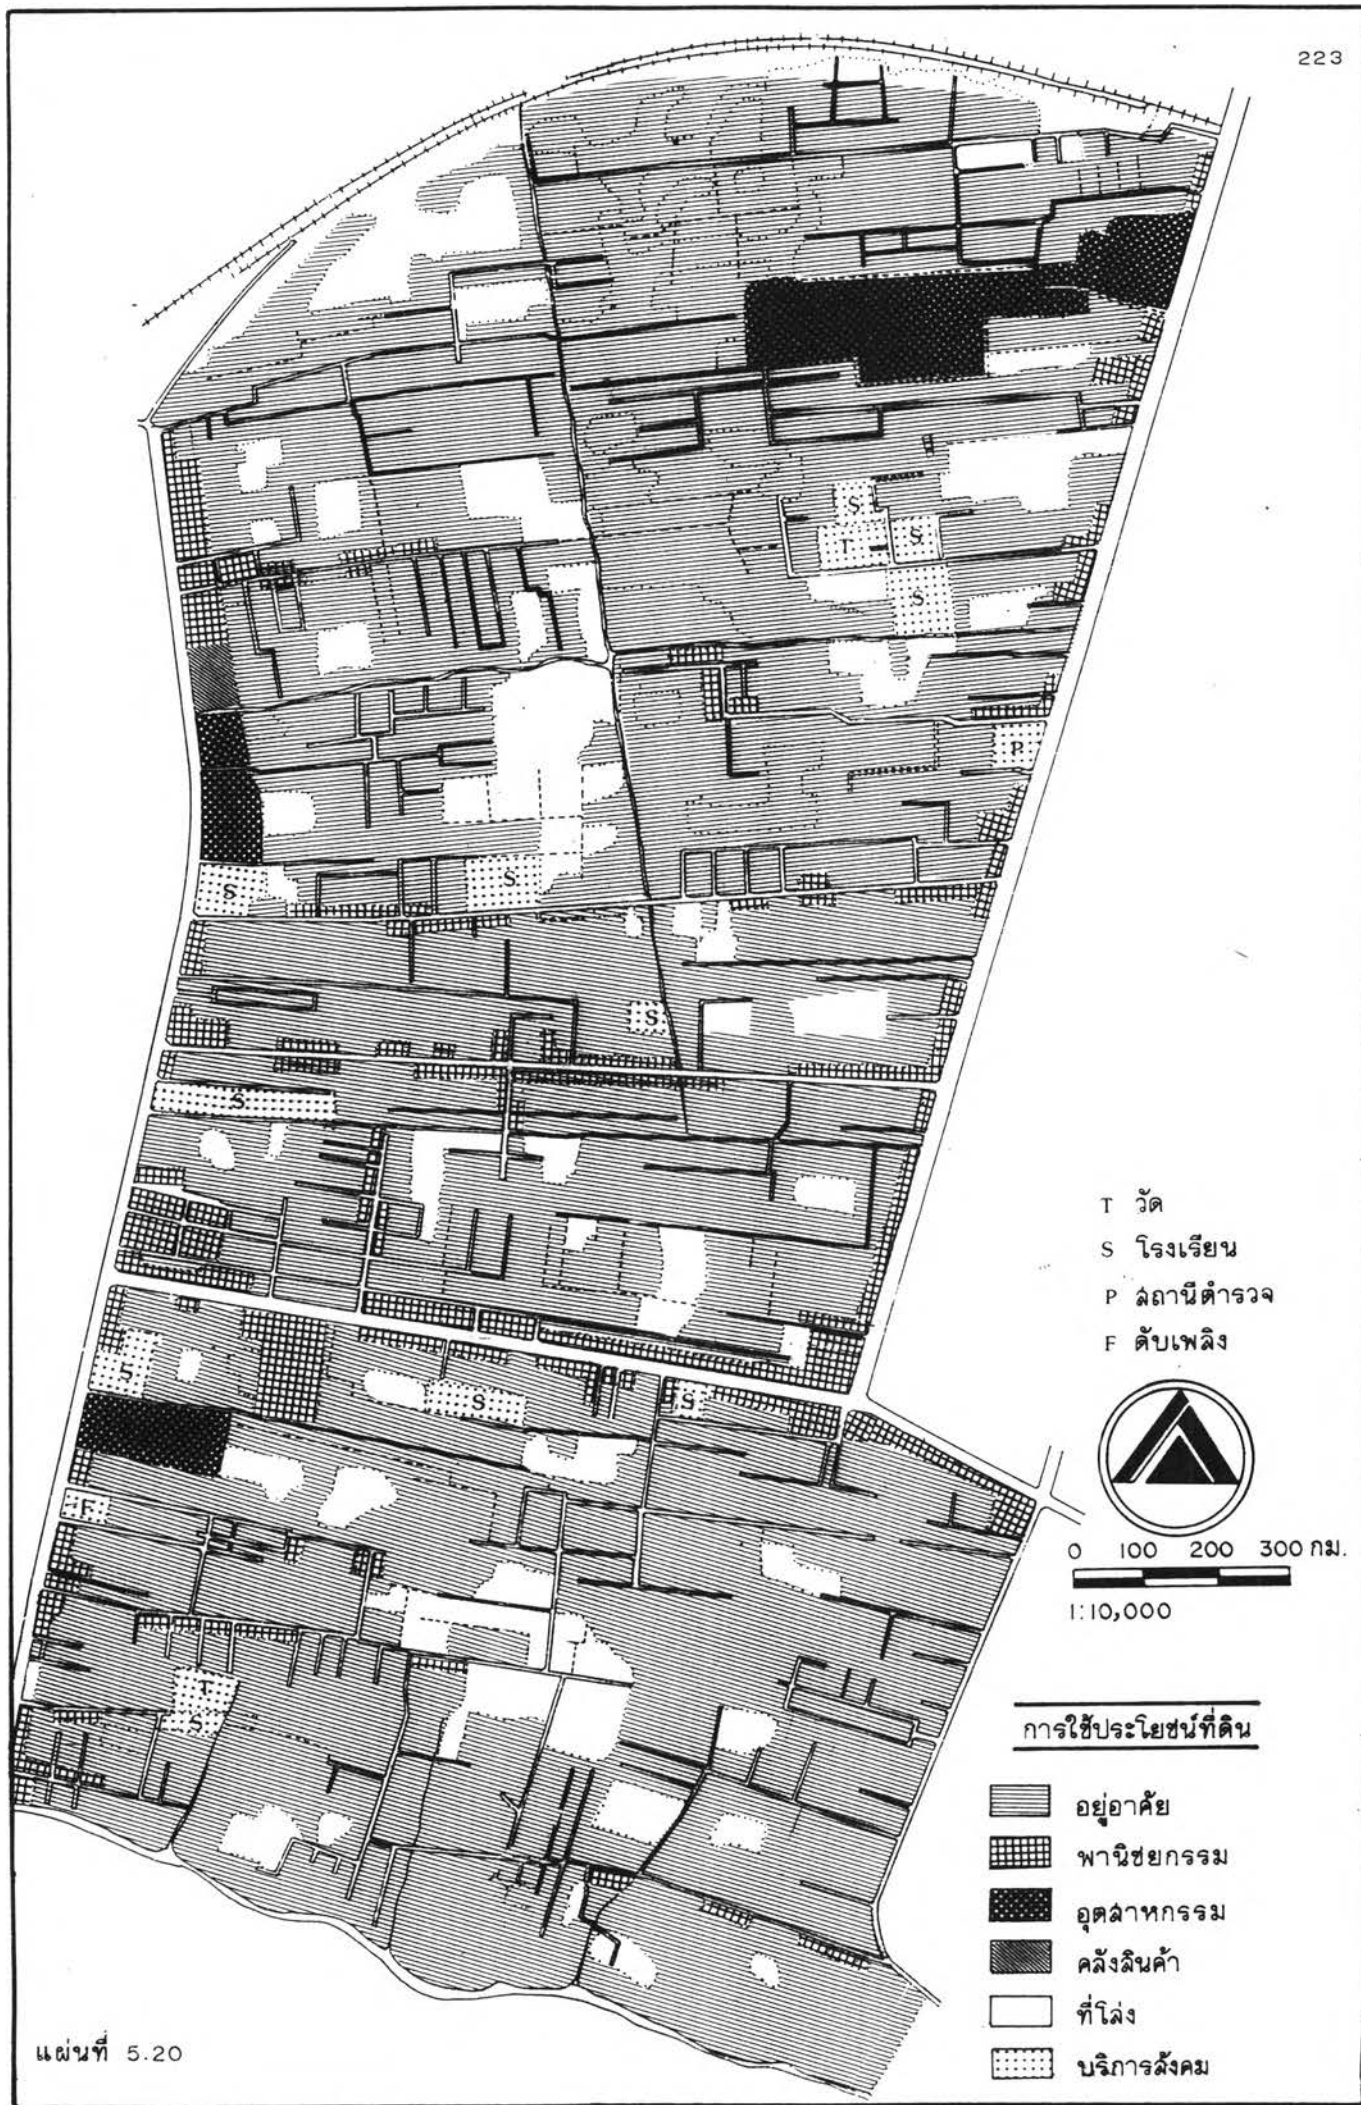 223
S
T
S
S
P
S
S
S
S
T วัด
S โรงเรียน
P สถานีตำรวจ
F ดับเพลิง
S
S
S
F
0 100 200 300 กม.
1:10,000
T
S
การใช้ประโยชน์ที่ดิน
อยู่อาศัย
พานิชยกรรม
อุตสาหกรรม
คลังสินค้า
ที่โล่ง
บริการสังคม
แผ่นที่ 5.20